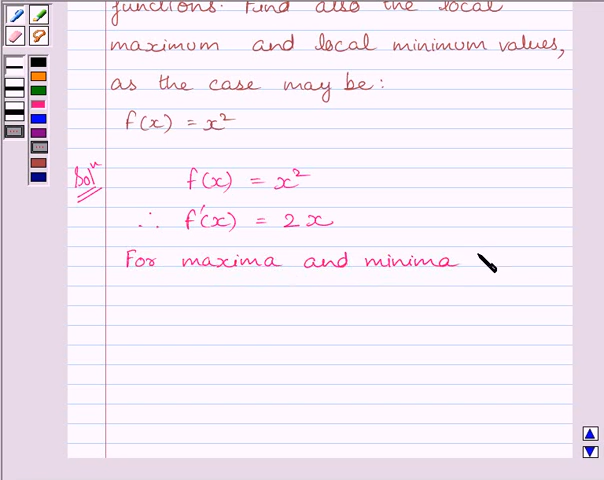 functions. Find also the local
maximum and local minimum values,
as the case may be:
f(x) = x²
Solⁿ
f(x) = x²
∴ f'(x) = 2x
For maxima and minima